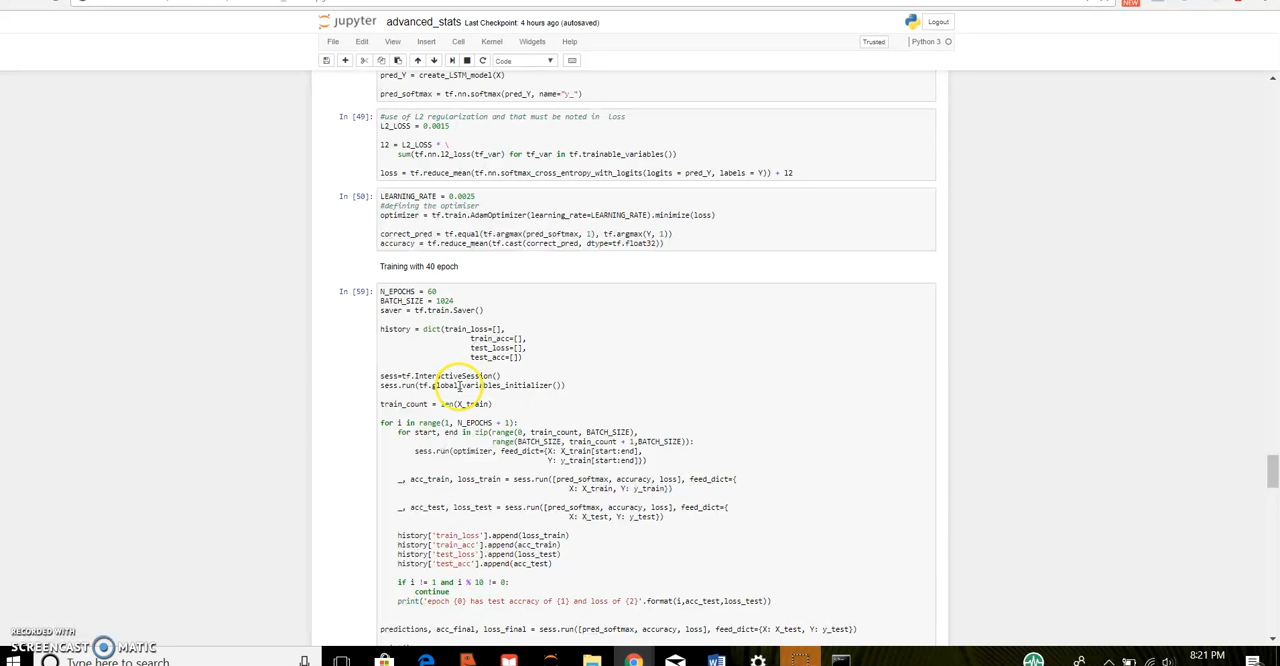 NEW
jupyter advanced_stats Last Checkpoint: 4 hours ago (autosaved)
Logout
File Edit View Insert Cell Kernel Widgets Help
Trusted
Python 3
Code
pred_Y = create_LSTM_model(X)
pred_softmax = tf.nn.softmax(pred_Y, name="y_")
In [49]:
#use of L2 regularization and that must be noted in  loss
L2_LOSS = 0.0015
l2 = L2_LOSS * \
sum(tf.nn.l2_loss(tf_var) for tf_var in tf.trainable_variables())
loss = tf.reduce_mean(tf.nn.softmax_cross_entropy_with_logits(logits = pred_Y, labels = Y)) + l2
In [50]:
LEARNING_RATE = 0.0025
#defining the optimiser
optimizer = tf.train.AdamOptimizer(learning_rate=LEARNING_RATE).minimize(loss)
correct_pred = tf.equal(tf.argmax(pred_softmax, 1), tf.argmax(Y, 1))
accuracy = tf.reduce_mean(tf.cast(correct_pred, dtype=tf.float32))
Training with 40 epoch
In [59]:
N_EPOCHS = 60
BATCH_SIZE = 1024
saver = tf.train.Saver()
history = dict(train_loss=[],
train_acc=[],
test_loss=[],
test_acc=[])
sess=tf.InteractiveSession()
sess.run(tf.global_variables_initializer())
train_count = len(X_train)
for i in range(1, N_EPOCHS + 1):
for start, end in zip(range(0, train_count, BATCH_SIZE),
range(BATCH_SIZE, train_count + 1,BATCH_SIZE)):
sess.run(optimizer, feed_dict={X: X_train[start:end],
Y: y_train[start:end]})
_, acc_train, loss_train = sess.run([pred_softmax, accuracy, loss], feed_dict={
X: X_train, Y: y_train})
_, acc_test, loss_test = sess.run([pred_softmax, accuracy, loss], feed_dict={
X: X_test, Y: y_test})
history['train_loss'].append(loss_train)
history['train_acc'].append(acc_train)
history['test_loss'].append(loss_test)
history['test_acc'].append(acc_test)
if i != 1 and i % 10 != 0:
continue
print('epoch {0} has test accracy of {1} and loss of {2}'.format(i,acc_test,loss_test))
predictions, acc_final, loss_final = sess.run([pred_softmax, accuracy, loss], feed_dict={X: X_test, Y: y_test})
RECORDED WITH
SCREENCAST MATIC
Type here to search
8:21 PM